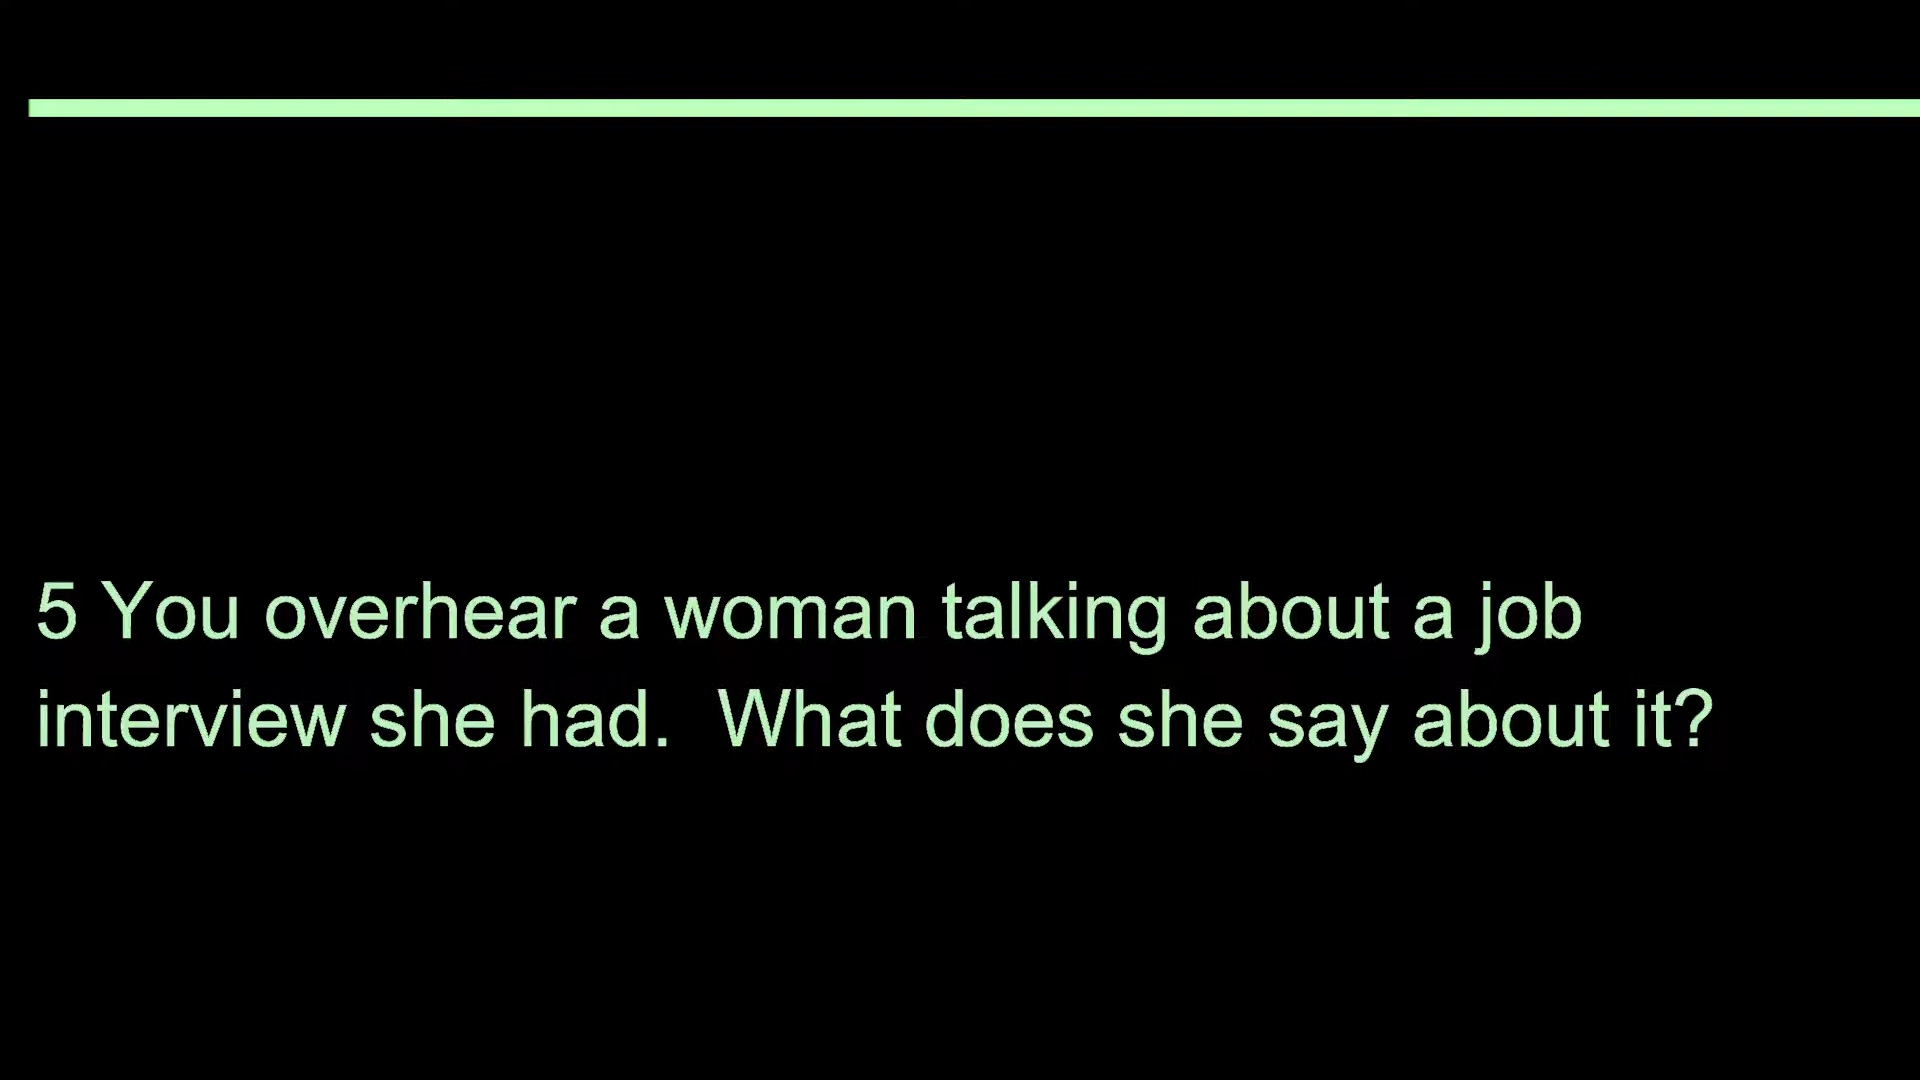 5 You overhear a woman talking about a job
interview she had.  What does she say about it?